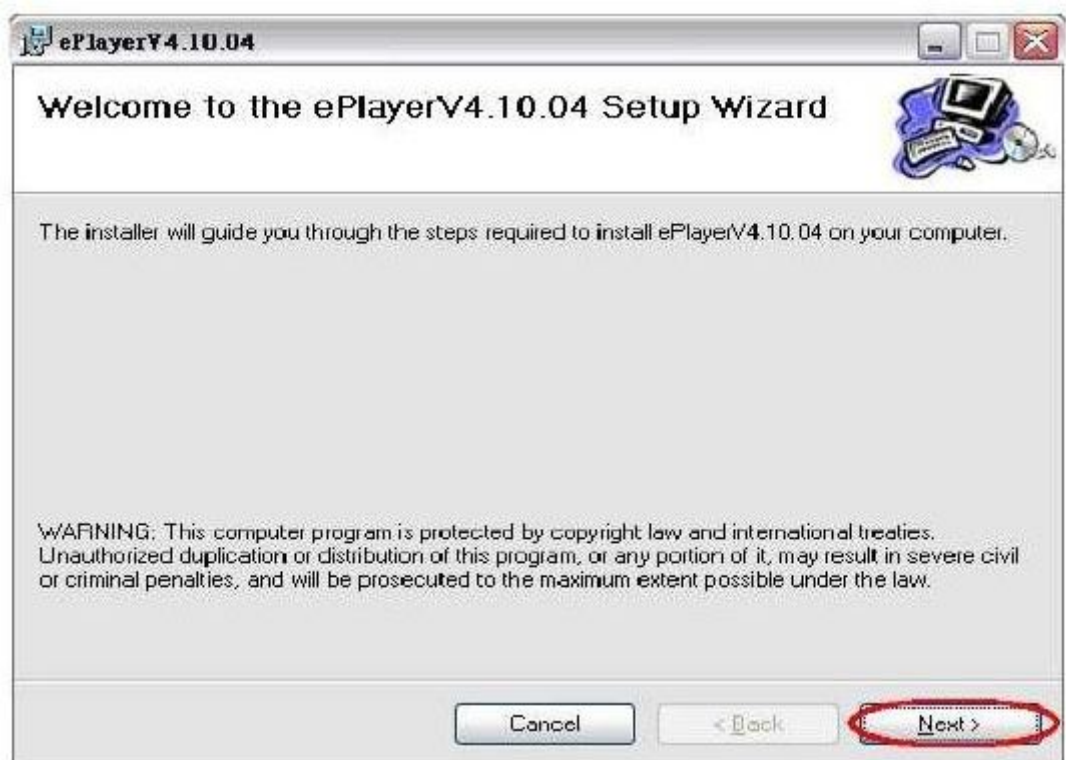 ePlayerV4.10.04
Welcome to the ePlayerV4.10.04 Setup Wizard
The installer will guide you through the steps required to install ePlayerV4.10.04 on your computer.
WARNING: This computer program is protected by copyright law and international treaties.
Unauthorized duplication or distribution of this program, or any portion of it, may result in severe civil
or criminal penalties, and will be prosecuted to the maximum extent possible under the law.
Cancel
< Back
Next >